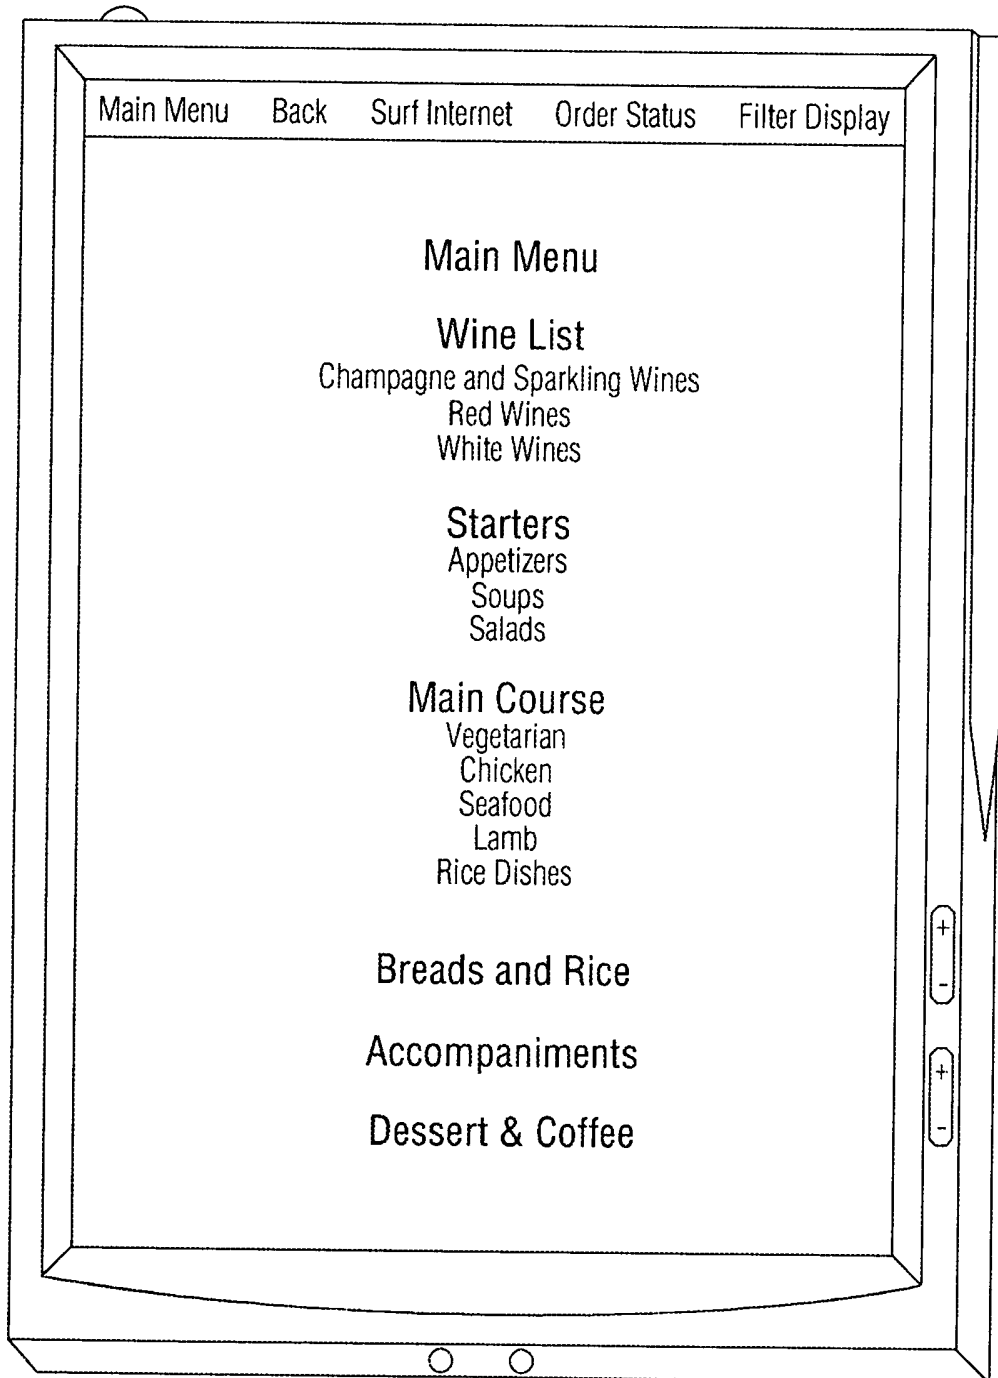 Main Menu Back Surf Internet Order Status Filter Display
Main Menu
Wine List
Champagne and Sparkling Wines
Red Wines
White Wines
Starters
Appetizers
Soups
Salads
Main Course
Vegetarian
Chicken
Seafood
Lamb
Rice Dishes
Breads and Rice
Accompaniments
Dessert & Coffee
+
-
+
-